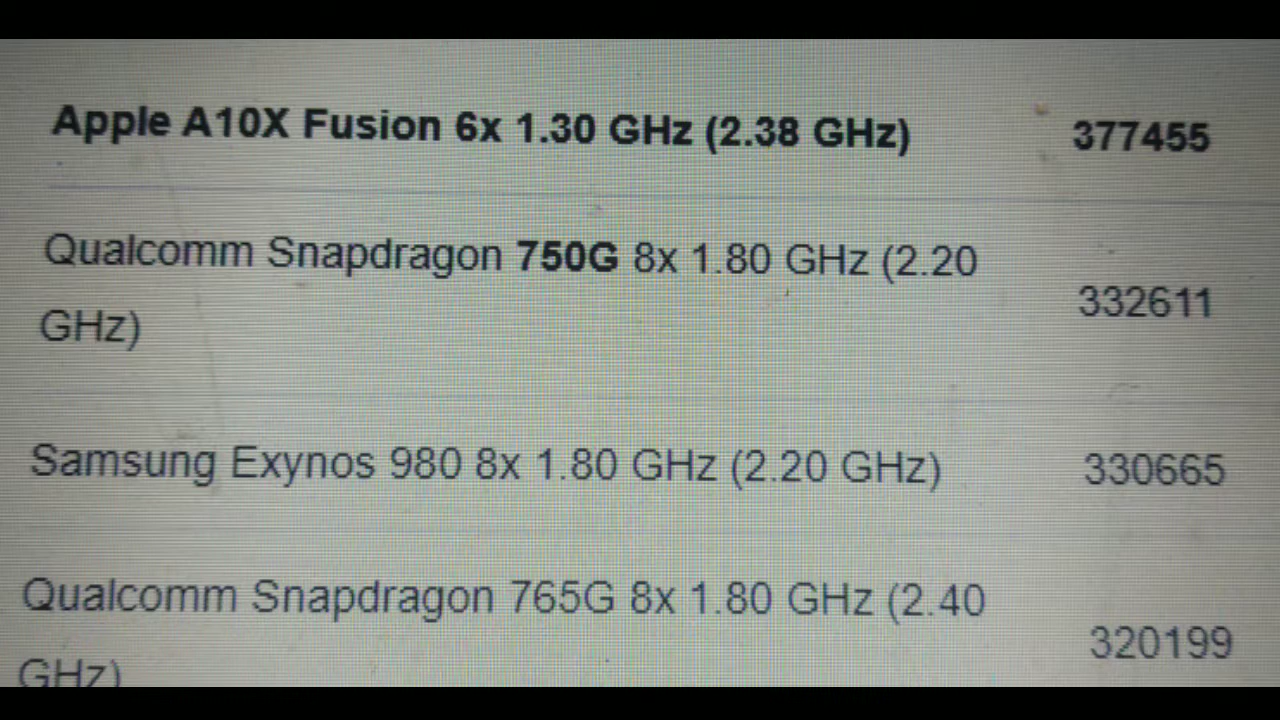 Apple A10X Fusion 6x 1.30 GHz (2.38 GHz) 377455
Qualcomm Snapdragon 750G 8x 1.80 GHz (2.20
GHz) 332611
Samsung Exynos 980 8x 1.80 GHz (2.20 GHz) 330665
Qualcomm Snapdragon 765G 8x 1.80 GHz (2.40
GHz) 320199